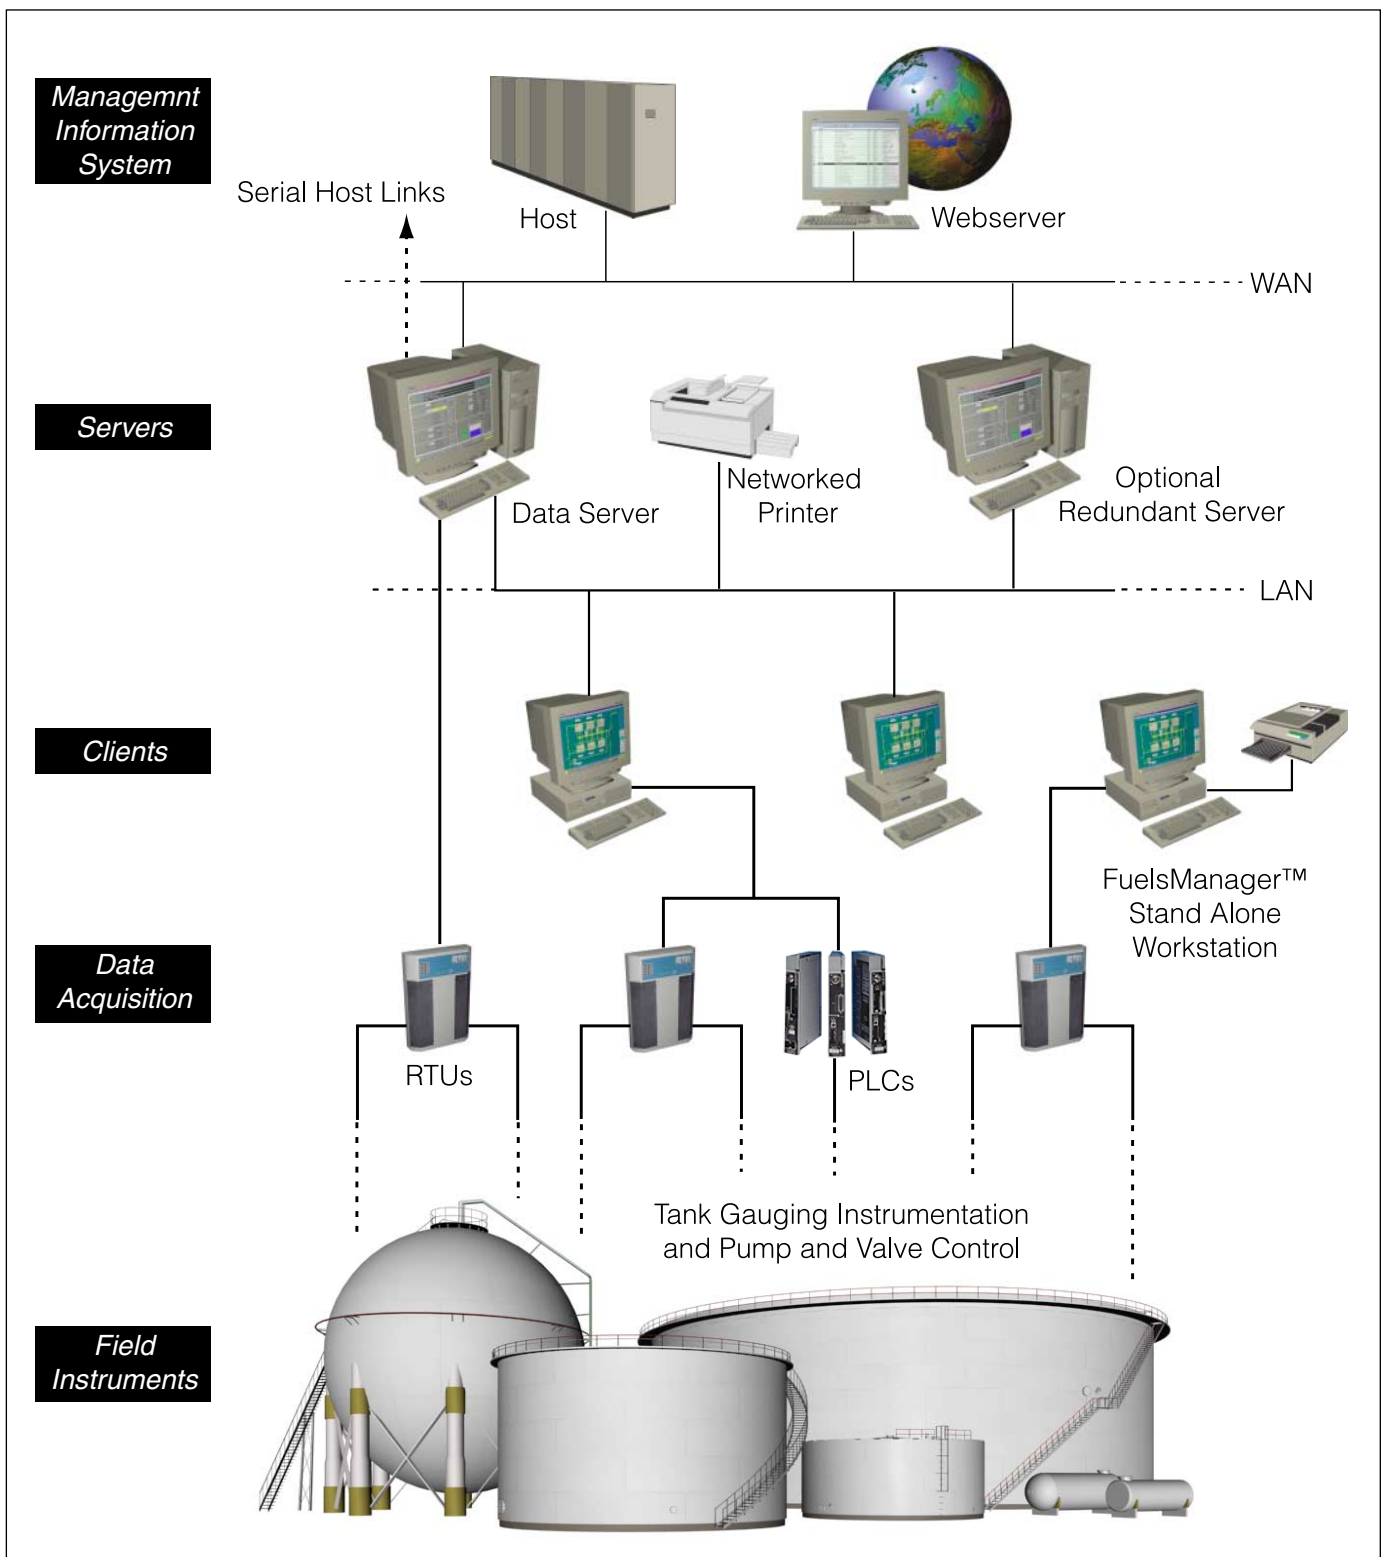 Managemnt
Information
System
Serial Host Links
Host
Webserver
WAN
Servers
Data Server
Networked
Printer
Optional
Redundant Server
LAN
Clients
FuelsManager™
Stand Alone
Workstation
Data
Acquisition
RTUs
PLCs
Tank Gauging Instrumentation
and Pump and Valve Control
Field
Instruments